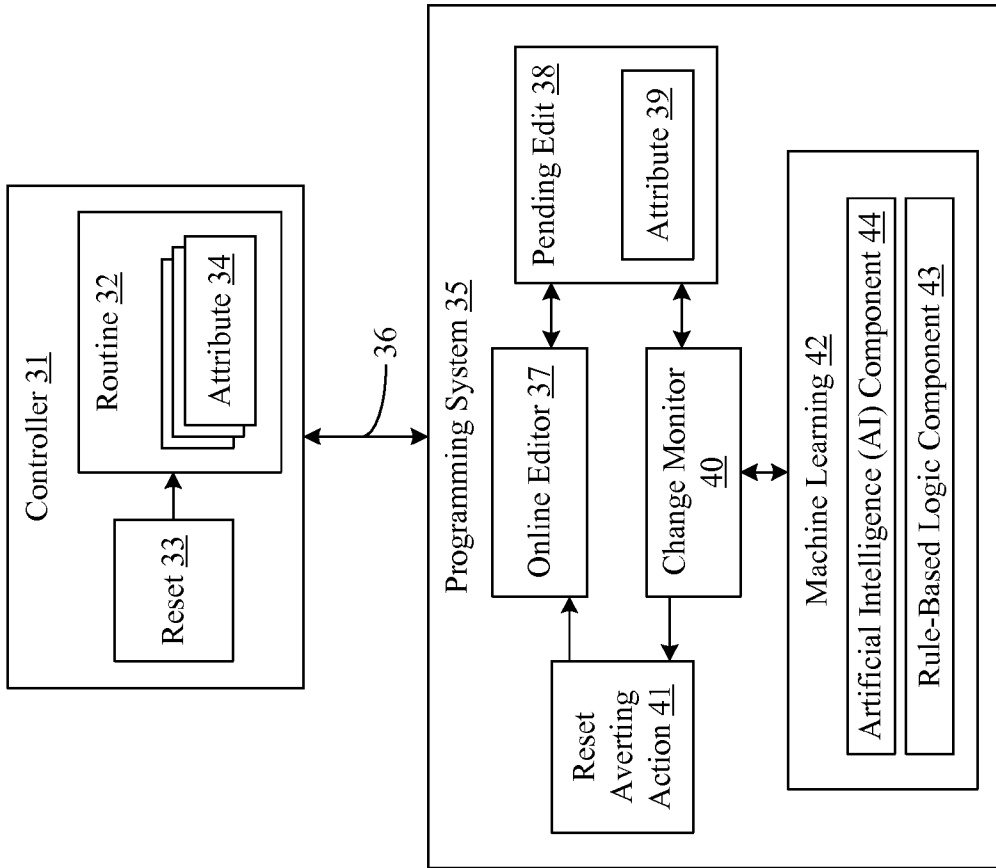 Controller 31
Reset 33
Routine 32
Attribute 34
36
Programming System 35
Reset
Averting
Action 41
Online Editor 37
Change Monitor
40
Pending Edit 38
Attribute 39
Machine Learning 42
Artificial Intelligence (AI) Component 44
Rule-Based Logic Component 43